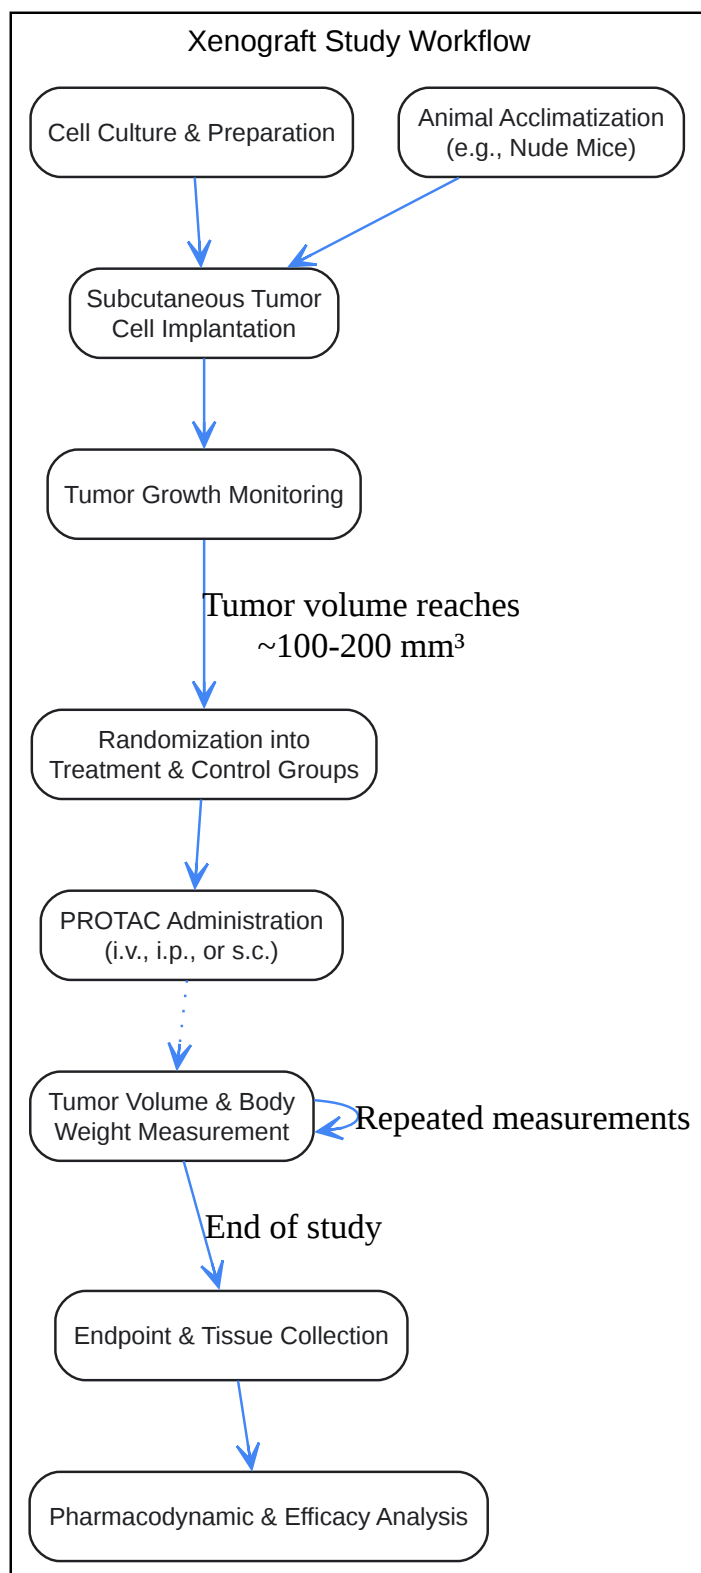 Xenograft Study Workflow
Cell Culture & Preparation
Animal Acclimatization
(e.g., Nude Mice)
Subcutaneous Tumor
Cell Implantation
Tumor Growth Monitoring
Tumor volume reaches
~100-200 mm³
Randomization into
Treatment & Control Groups
PROTAC Administration
(i.v., i.p., or s.c.)
Tumor Volume & Body
Weight Measurement
Repeated measurements
End of study
Endpoint & Tissue Collection
Pharmacodynamic & Efficacy Analysis